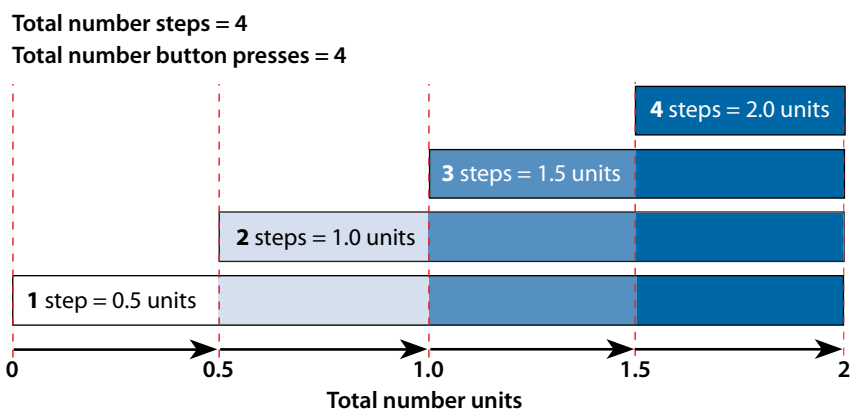 Total number steps = 4
Total number button presses = 4
4 steps = 2.0 units
3 steps = 1.5 units
2 steps = 1.0 units
1 step = 0.5 units
0 0.5 1.0 1.5 2
Total number units